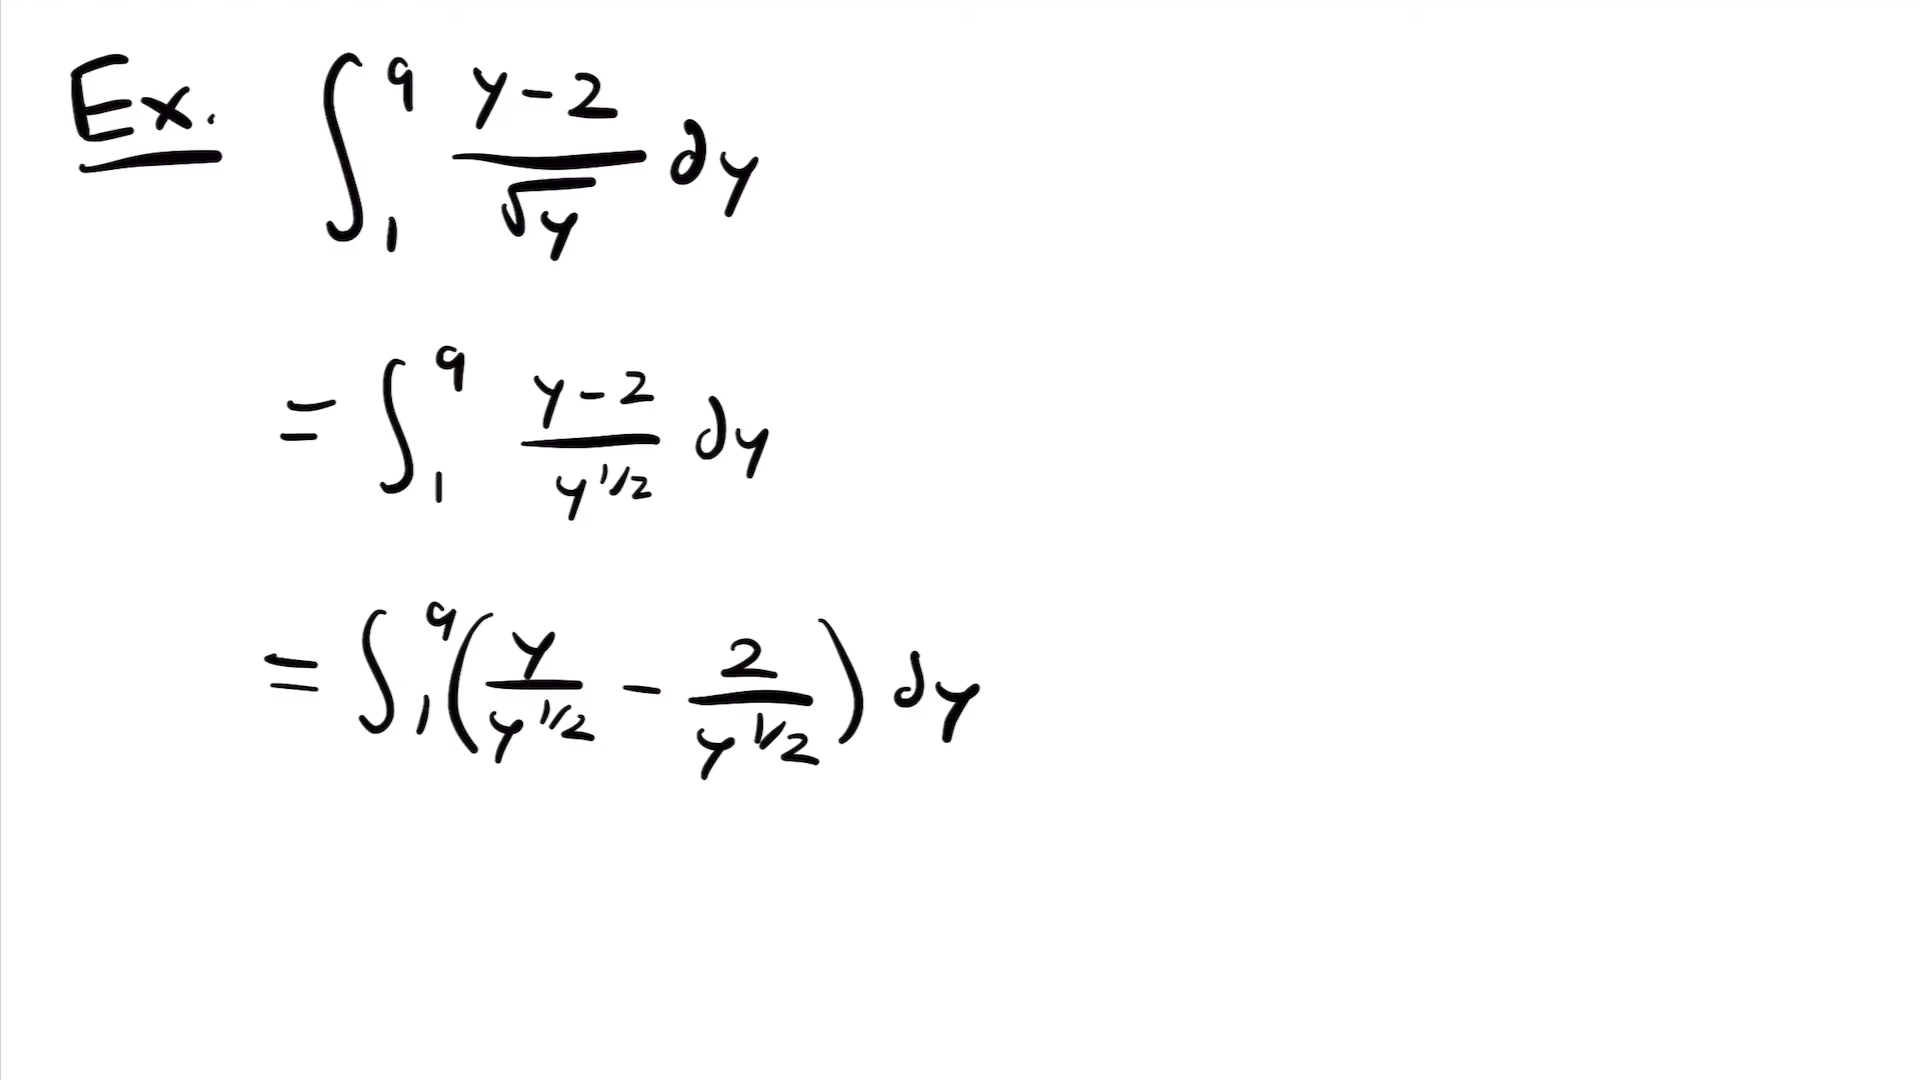 Ex. ∫₁⁹ (y-2)/√y dy
= ∫₁⁹ (y-2)/y^(1/2) dy
= ∫₁⁹ (y/y^(1/2) - 2/y^(1/2)) dy